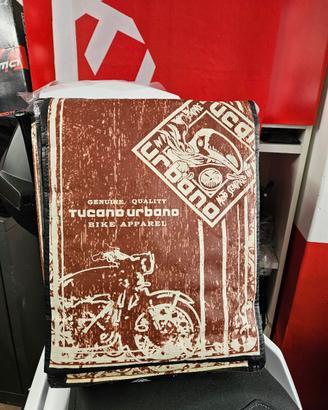 GENUINE QUALITY
Tucano urbano
BIKE APPAREL
urbano